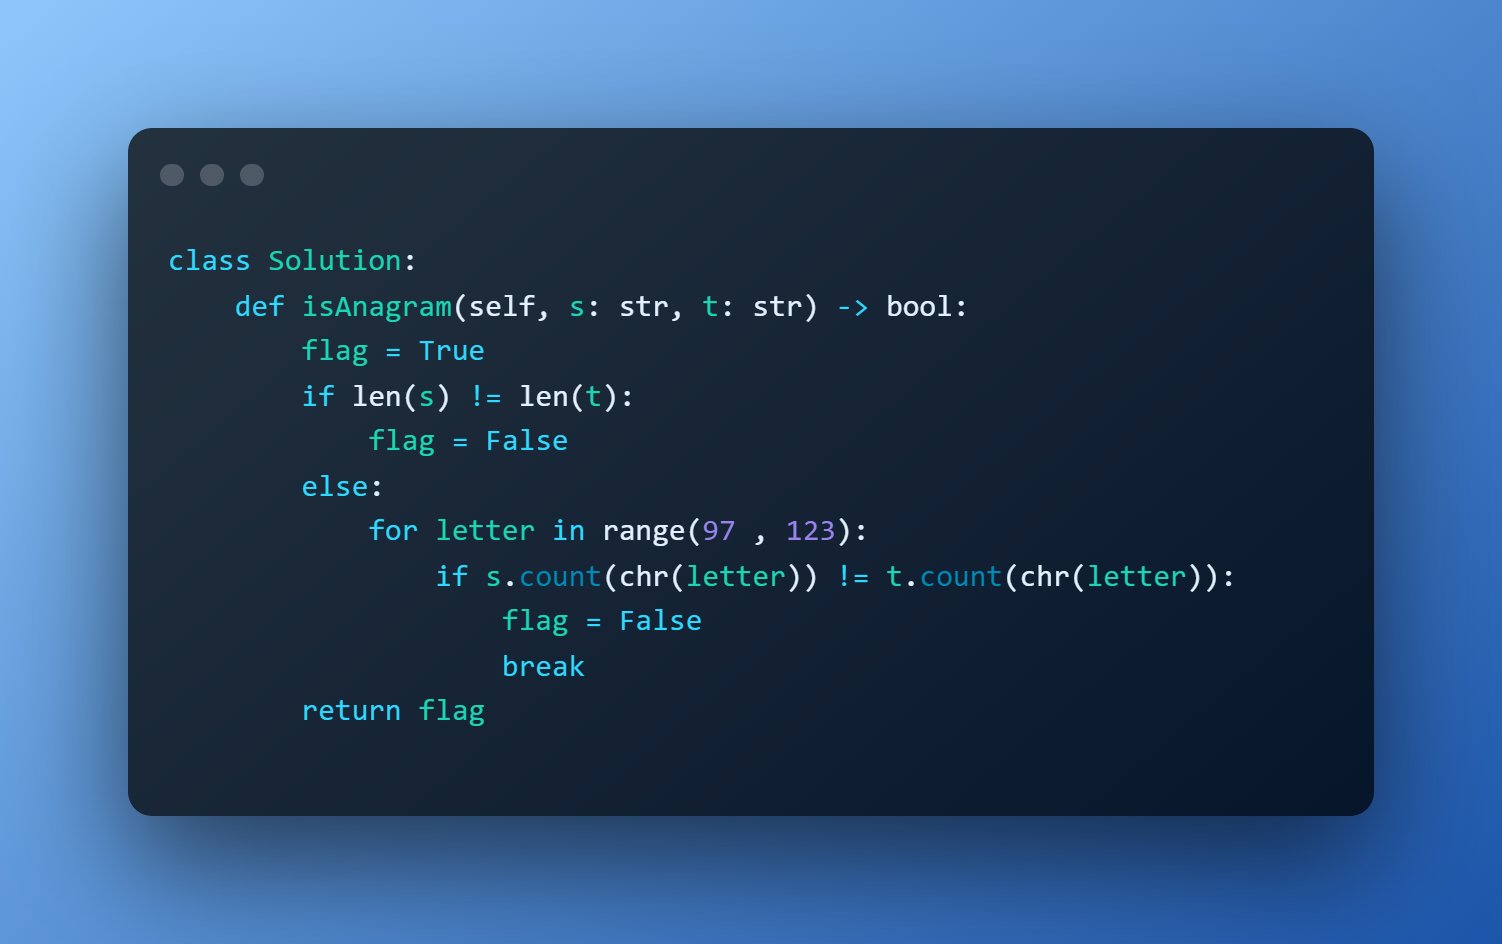 class Solution:
    def isAnagram(self, s: str, t: str) -> bool:
        flag = True
        if len(s) != len(t):
            flag = False
        else:
            for letter in range(97 , 123):
                if s.count(chr(letter)) != t.count(chr(letter)):
                    flag = False
                    break
        return flag